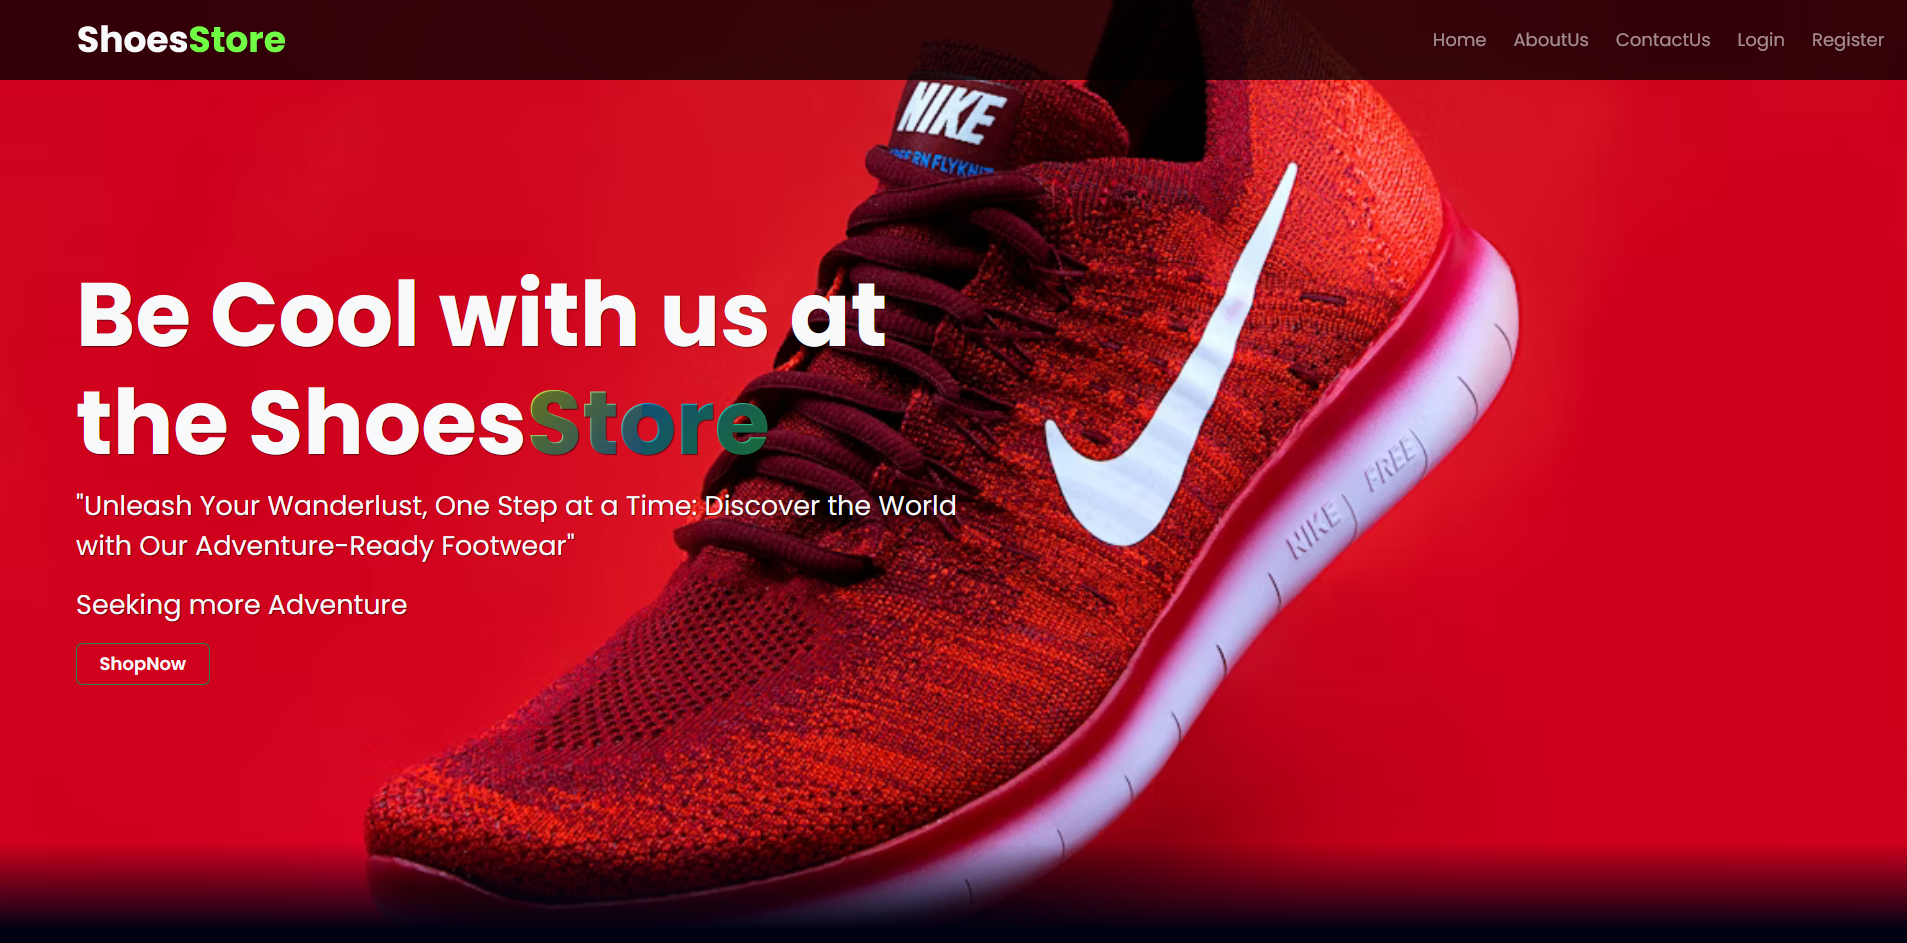 ShoesStore
Home AboutUs ContactUs Login Register
NIKE
FLYKNIT
Be Cool with us at
the ShoesStore
"Unleash Your Wanderlust, One Step at a Time: Discover the World
with Our Adventure-Ready Footwear"
Seeking more Adventure
ShopNow
NIKE FREE